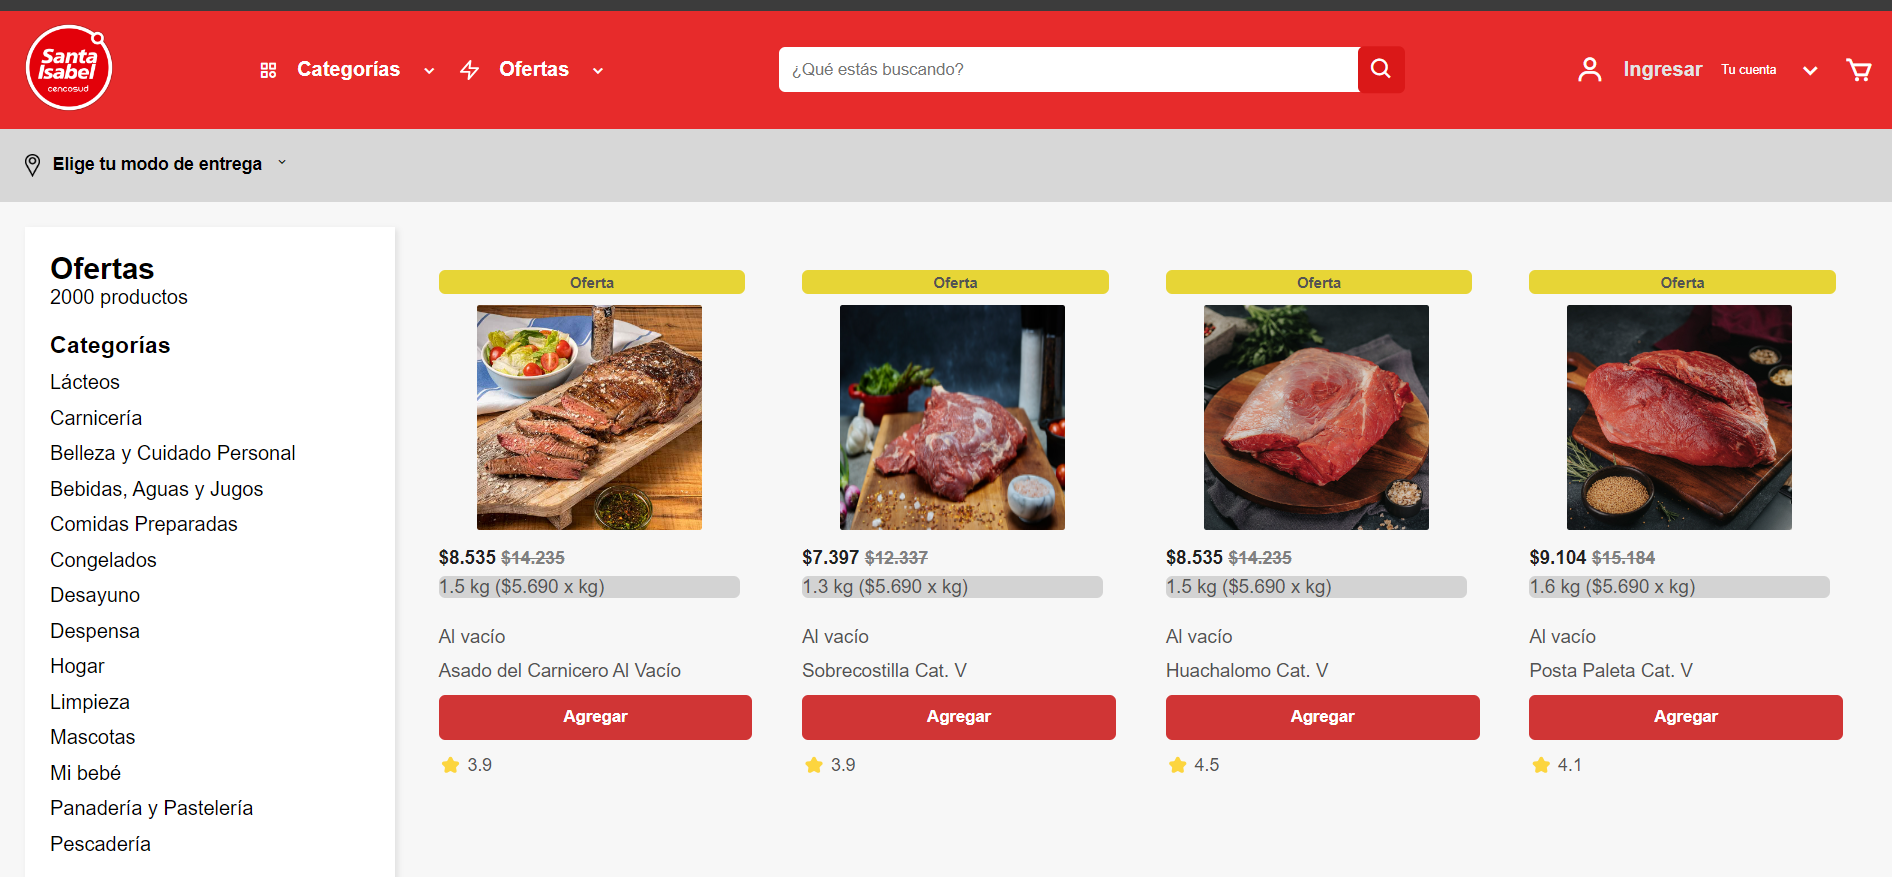 Santa
Isabel
cencosud
Categorías
Ofertas
¿Qué estás buscando?
Ingresar
Tu cuenta
Elige tu modo de entrega
Ofertas
2000 productos
Categorías
Lácteos
Carnicería
Belleza y Cuidado Personal
Bebidas, Aguas y Jugos
Comidas Preparadas
Congelados
Desayuno
Despensa
Hogar
Limpieza
Mascotas
Mi bebé
Panadería y Pastelería
Pescadería
Oferta
$8.535 $14.235
1.5 kg ($5.690 x kg)
Al vacío
Asado del Carnicero Al Vacío
Agregar
3.9
Oferta
$7.397 $12.337
1.3 kg ($5.690 x kg)
Al vacío
Sobrecostilla Cat. V
Agregar
3.9
Oferta
$8.535 $14.235
1.5 kg ($5.690 x kg)
Al vacío
Huachalomo Cat. V
Agregar
4.5
Oferta
$9.104 $15.184
1.6 kg ($5.690 x kg)
Al vacío
Posta Paleta Cat. V
Agregar
4.1